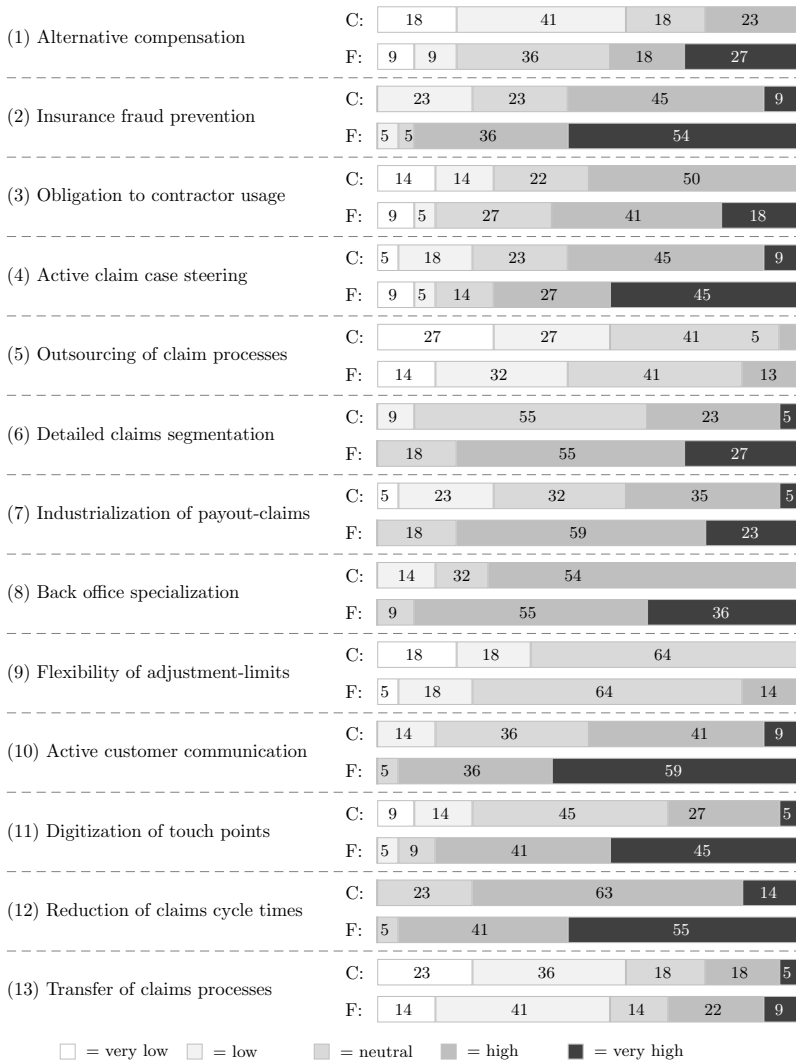 C: 18 41 18 23
(1) Alternative compensation
F: 9 9 36 18 27
C: 23 23 45 9
(2) Insurance fraud prevention
F: 5 5 36 54
C: 14 14 22 50
(3) Obligation to contractor usage
F: 9 5 27 41 18
C: 5 18 23 45 9
(4) Active claim case steering
F: 9 5 14 27 45
C: 27 27 41 5
(5) Outsourcing of claim processes
F: 14 32 41 13
C: 9 55 23 5
(6) Detailed claims segmentation
F: 18 55 27
C: 5 23 32 35 5
(7) Industrialization of payout-claims
F: 18 59 23
C: 14 32 54
(8) Back office specialization
F: 9 55 36
C: 18 18 64
(9) Flexibility of adjustment-limits
F: 5 18 64 14
C: 14 36 41 9
(10) Active customer communication
F: 5 36 59
C: 9 14 45 27 5
(11) Digitization of touch points
F: 5 9 41 45
C: 23 63 14
(12) Reduction of claims cycle times
F: 5 41 55
C: 23 36 18 18 5
(13) Transfer of claims processes
F: 14 41 14 22 9
= very low = low = neutral = high = very high